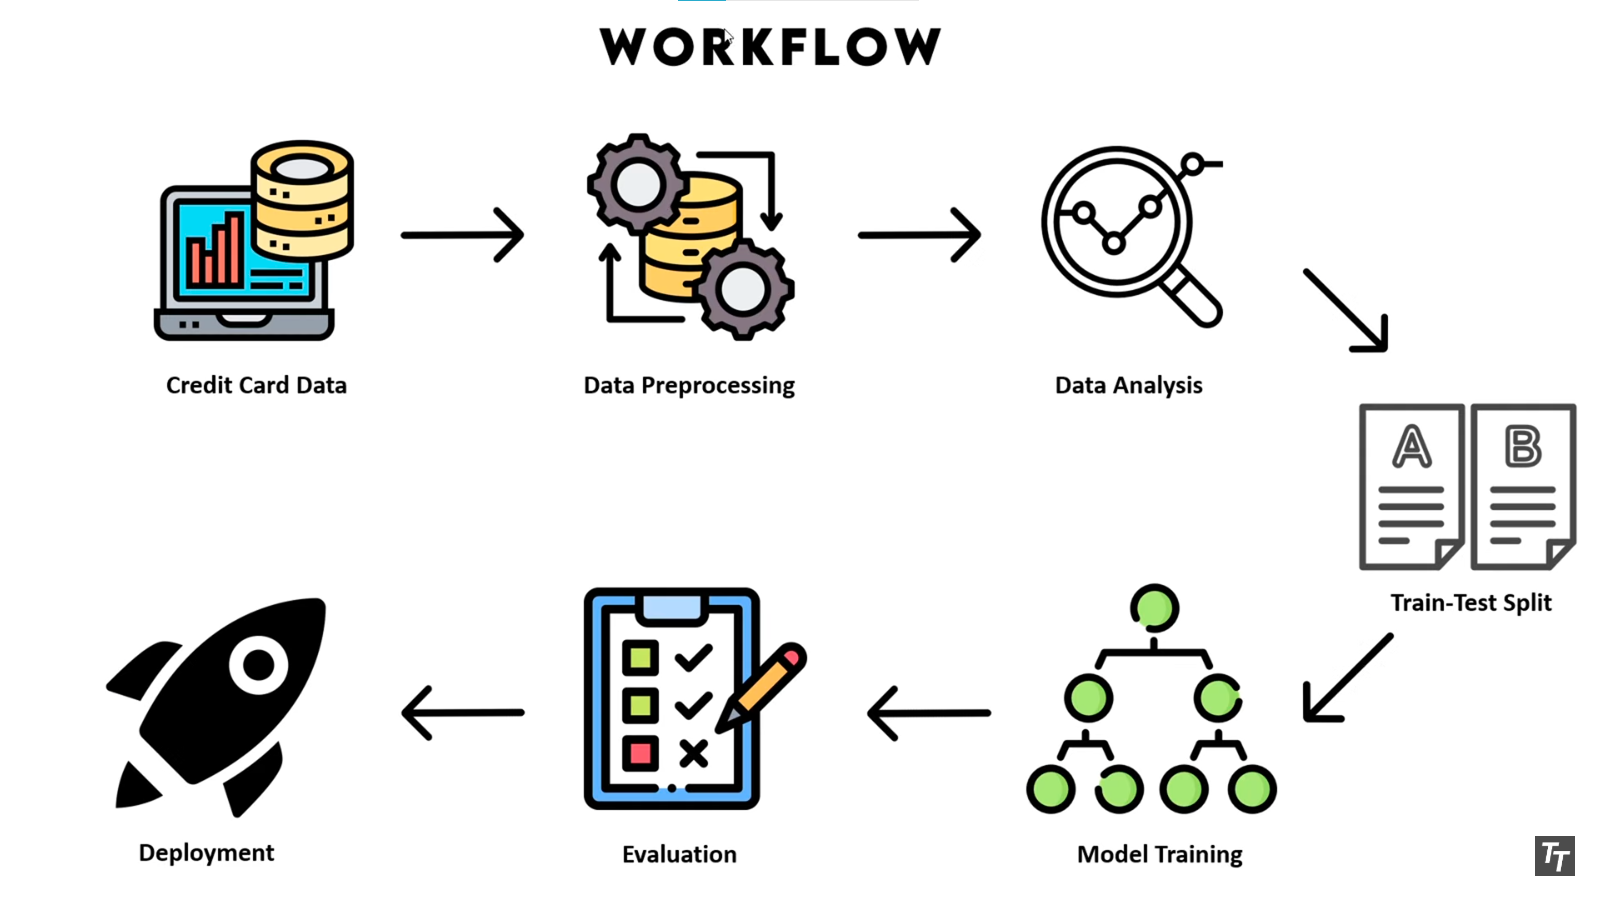 WORKFLOW
Credit Card Data
Data Preprocessing
Data Analysis
A B
Train-Test Split
Deployment
Evaluation
Model Training
TT